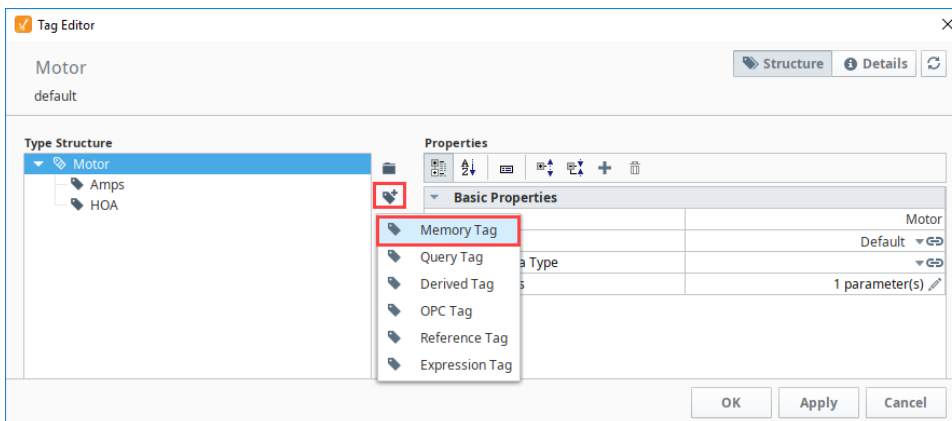 Tag Editor
Motor
default
Structure
Details
Type Structure
Motor
Amps
HOA
Properties
Basic Properties
Motor
Default
a Type
s
1 parameter(s)
Memory Tag
Query Tag
Derived Tag
OPC Tag
Reference Tag
Expression Tag
OK
Apply
Cancel